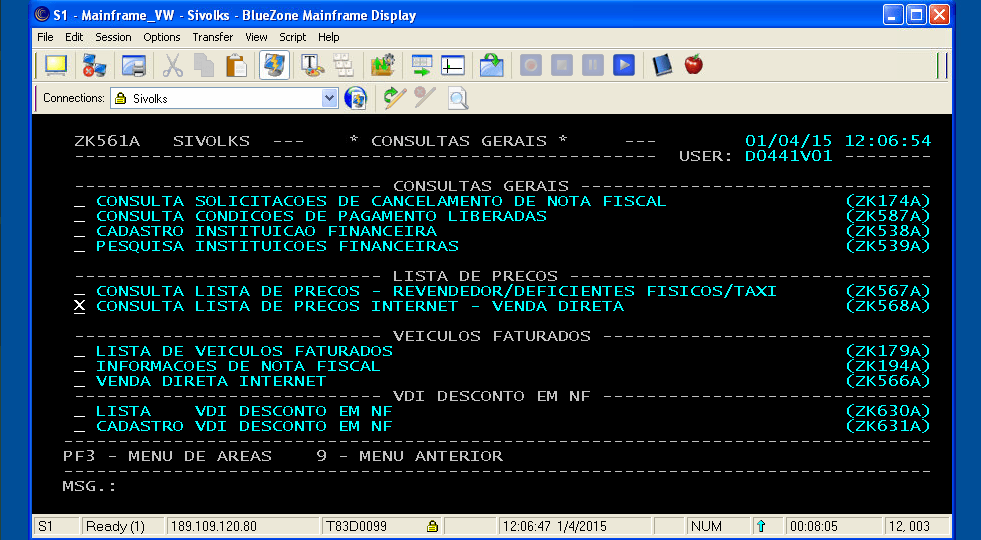 S1 - Mainframe_VW - Sivolks - BlueZone Mainframe Display
File Edit Session Options Transfer View Script Help
Connections: Sivolks
ZK561A SIVOLKS --- * CONSULTAS GERAIS * --- 01/04/15 12:06:54
------------------------------------------------------ USER: D0441V01 --------
---------------------------- CONSULTAS GERAIS --------------------------------
_ CONSULTA SOLICITACOES DE CANCELAMENTO DE NOTA FISCAL (ZK174A)
_ CONSULTA CONDICOES DE PAGAMENTO LIBERADAS (ZK587A)
_ CADASTRO INSTITUICAO FINANCEIRA (ZK538A)
_ PESQUISA INSTITUICOES FINANCEIRAS (ZK539A)
---------------------------- LISTA DE PRECOS ----------------------------------
_ CONSULTA LISTA DE PRECOS - REVENDEDOR/DEFICIENTES FISICOS/TAXI (ZK567A)
X CONSULTA LISTA DE PRECOS INTERNET - VENDA DIRETA (ZK568A)
---------------------------- VEICULOS FATURADOS -------------------------------
_ LISTA DE VEICULOS FATURADOS (ZK179A)
_ INFORMACOES DE NOTA FISCAL (ZK194A)
_ VENDA DIRETA INTERNET (ZK566A)
---------------------------- VDI DESCONTO EM NF -------------------------------
_ LISTA VDI DESCONTO EM NF (ZK630A)
_ CADASTRO VDI DESCONTO EM NF (ZK631A)
-------------------------------------------------------------------------------
PF3 - MENU DE AREAS 9 - MENU ANTERIOR
-------------------------------------------------------------------------------
MSG.:
S1 Ready (1) 189.109.120.80 T83D0099 12:06:47 1/4/2015 NUM 00:08:05 12, 003